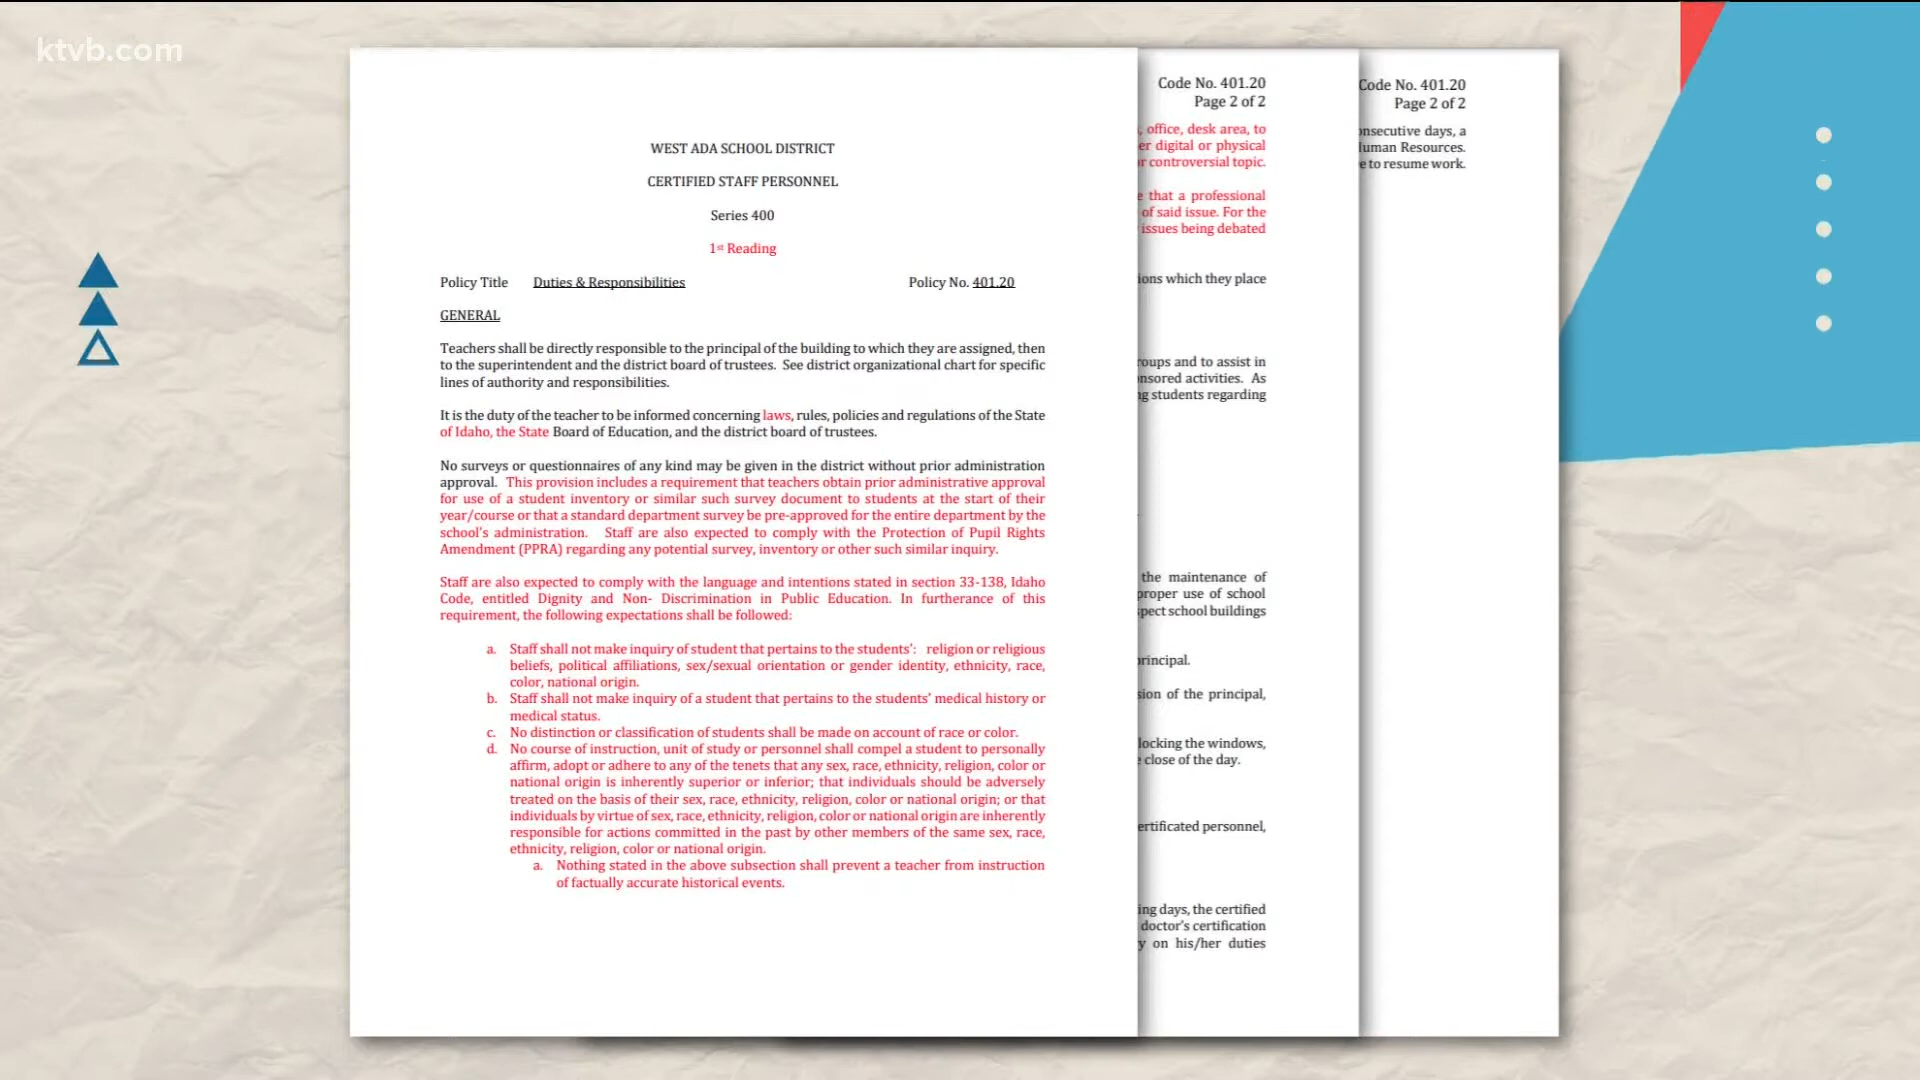 ktvb.com
WEST ADA SCHOOL DISTRICT
CERTIFIED STAFF PERSONNEL
Series 400
1st Reading
Policy Title Duties & Responsibilities Policy No. 401.20
GENERAL
Teachers shall be directly responsible to the principal of the building to which they are assigned, then
to the superintendent and the district board of trustees. See district organizational chart for specific
lines of authority and responsibilities.
It is the duty of the teacher to be informed concerning laws, rules, policies and regulations of the State
of Idaho, the State Board of Education, and the district board of trustees.
No surveys or questionnaires of any kind may be given in the district without prior administration
approval. This provision includes a requirement that teachers obtain prior administrative approval
for use of a student inventory or similar such survey document to students at the start of their
year/course or that a standard department survey be pre-approved for the entire department by the
school's administration. Staff are also expected to comply with the Protection of Pupil Rights
Amendment (PPRA) regarding any potential survey, inventory or other such similar inquiry.
Staff are also expected to comply with the language and intentions stated in section 33-138, Idaho
Code, entitled Dignity and Non- Discrimination in Public Education. In furtherance of this
requirement, the following expectations shall be followed:
a. Staff shall not make inquiry of student that pertains to the students': religion or religious
beliefs, political affiliations, sex/sexual orientation or gender identity, ethnicity, race,
color, national origin.
b. Staff shall not make inquiry of a student that pertains to the students' medical history or
medical status.
c. No distinction or classification of students shall be made on account of race or color.
d. No course of instruction, unit of study or personnel shall compel a student to personally
affirm, adopt or adhere to any of the tenets that any sex, race, ethnicity, religion, color or
national origin is inherently superior or inferior; that individuals should be adversely
treated on the basis of their sex, race, ethnicity, religion, color or national origin; or that
individuals by virtue of sex, race, ethnicity, religion, color or national origin are inherently
responsible for actions committed in the past by other members of the same sex, race,
ethnicity, religion, color or national origin.
a. Nothing stated in the above subsection shall prevent a teacher from instruction
of factually accurate historical events.
Code No. 401.20
Page 2 of 2
, office, desk area, to
er digital or physical
r controversial topic.
e that a professional
of said issue. For the
issues being debated
ions which they place
roups and to assist in
nsored activities. As
ng students regarding
the maintenance of
proper use of school
spect school buildings
principal.
sion of the principal,
locking the windows,
e close of the day.
ertificated personnel,
ing days, the certified
doctor's certification
y on his/her duties
Code No. 401.20
Page 2 of 2
onsecutive days, a
Human Resources.
e to resume work.